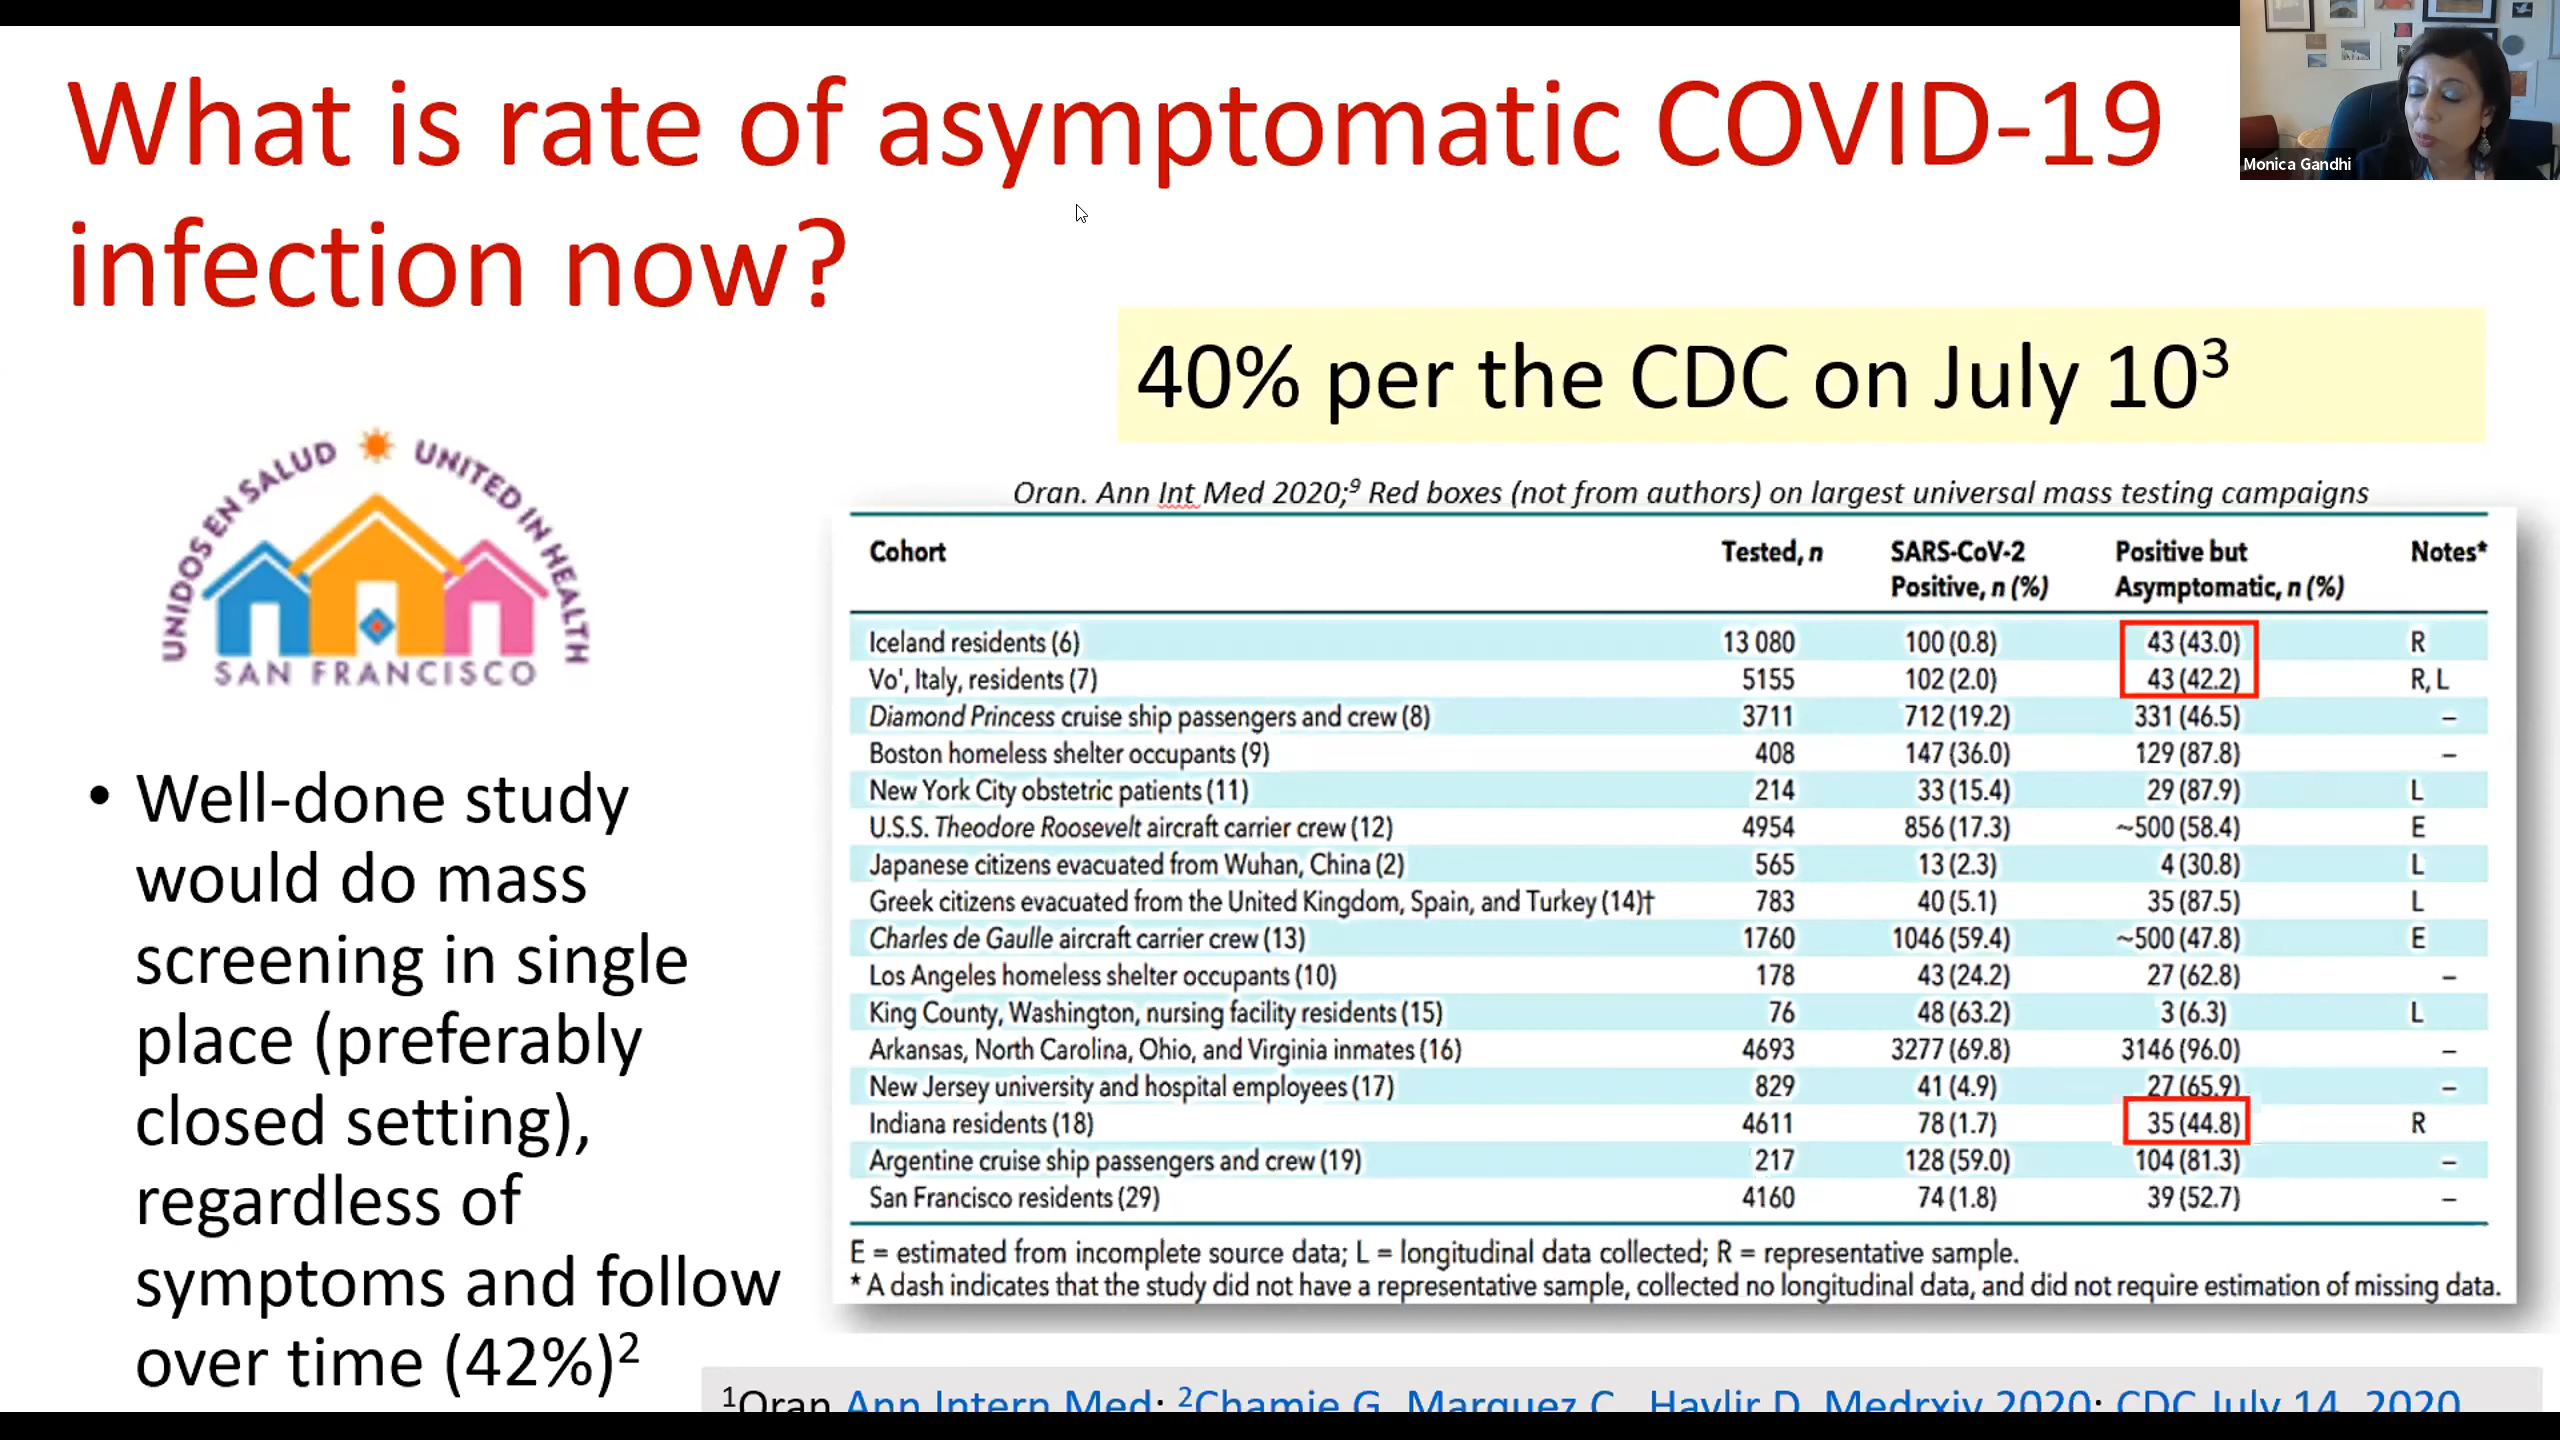 What is rate of asymptomatic COVID-19
infection now?
Monica Gandhi
40% per the CDC on July 10³
UNIDOS EN SALUD UNITED IN HEALTH
SAN FRANCISCO
• Well-done study
would do mass
screening in single
place (preferably
closed setting),
regardless of
symptoms and follow
over time (42%)²
Oran. Ann Int Med 2020;⁹ Red boxes (not from authors) on largest universal mass testing campaigns
Cohort Tested, n SARS-CoV-2 Positive but Notes*
Positive, n (%) Asymptomatic, n (%)
Iceland residents (6) 13 080 100 (0.8) 43 (43.0) R
Vo', Italy, residents (7) 5155 102 (2.0) 43 (42.2) R, L
Diamond Princess cruise ship passengers and crew (8) 3711 712 (19.2) 331 (46.5) –
Boston homeless shelter occupants (9) 408 147 (36.0) 129 (87.8) –
New York City obstetric patients (11) 214 33 (15.4) 29 (87.9) L
U.S.S. Theodore Roosevelt aircraft carrier crew (12) 4954 856 (17.3) ~500 (58.4) E
Japanese citizens evacuated from Wuhan, China (2) 565 13 (2.3) 4 (30.8) L
Greek citizens evacuated from the United Kingdom, Spain, and Turkey (14)† 783 40 (5.1) 35 (87.5) L
Charles de Gaulle aircraft carrier crew (13) 1760 1046 (59.4) ~500 (47.8) E
Los Angeles homeless shelter occupants (10) 178 43 (24.2) 27 (62.8) –
King County, Washington, nursing facility residents (15) 76 48 (63.2) 3 (6.3) L
Arkansas, North Carolina, Ohio, and Virginia inmates (16) 4693 3277 (69.8) 3146 (96.0) –
New Jersey university and hospital employees (17) 829 41 (4.9) 27 (65.9) –
Indiana residents (18) 4611 78 (1.7) 35 (44.8) R
Argentine cruise ship passengers and crew (19) 217 128 (59.0) 104 (81.3) –
San Francisco residents (29) 4160 74 (1.8) 39 (52.7) –
E = estimated from incomplete source data; L = longitudinal data collected; R = representative sample.
* A dash indicates that the study did not have a representative sample, collected no longitudinal data, and did not require estimation of missing data.
¹Oran Ann Intern Med; ²Chamie G, Marquez C, Havlir D. Medrxiv 2020; CDC July 14, 2020